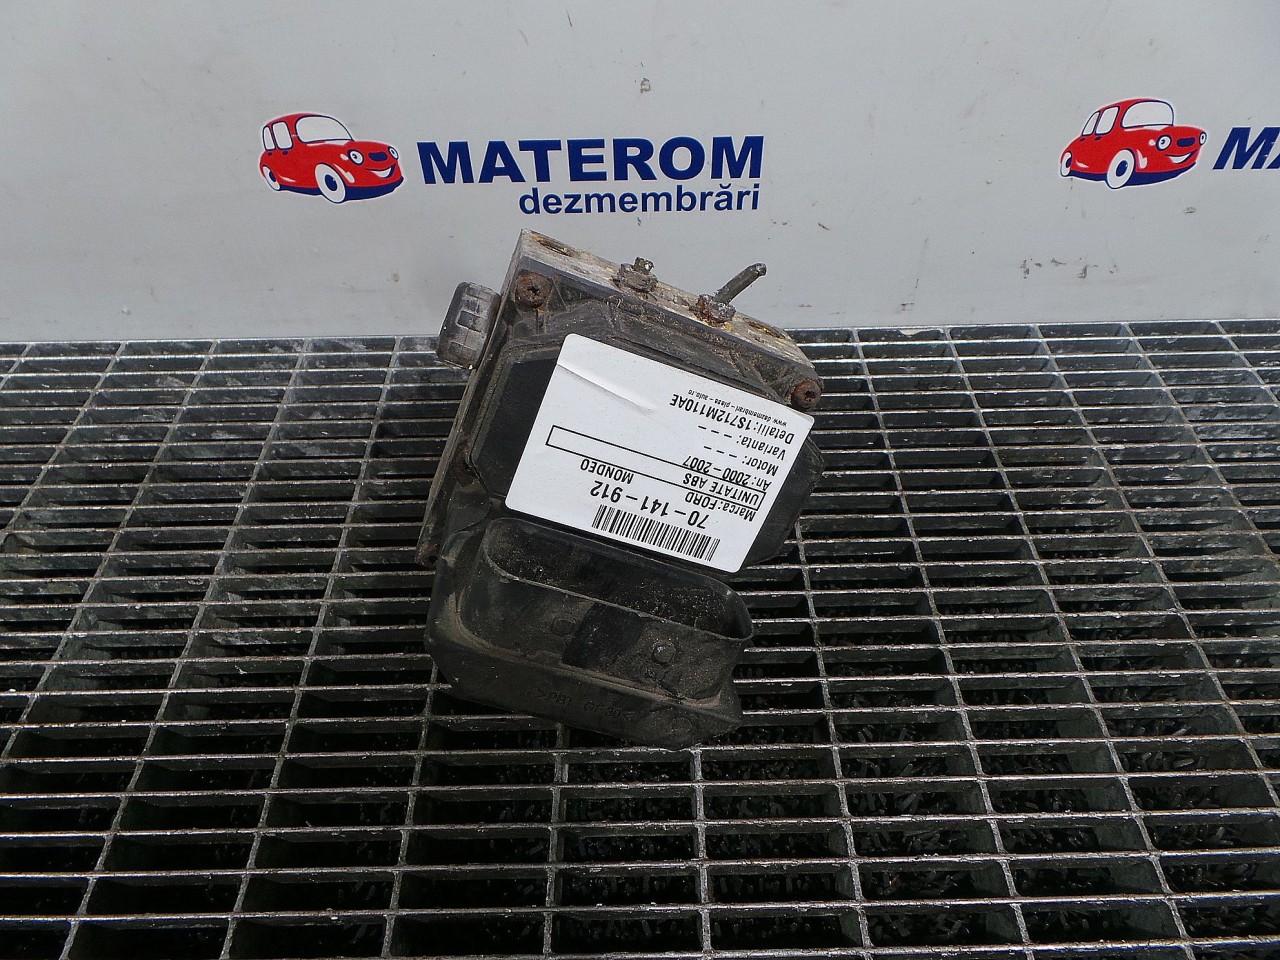 MATEROM
dezmembrări
70-141-912
Marca:FORD MONDEO
UNITATE ABS
An: 2000-2007
Motor: --
Varianta: --
Detalii: 1S712M110AE
www.dezmembrari-piese-auto.ro